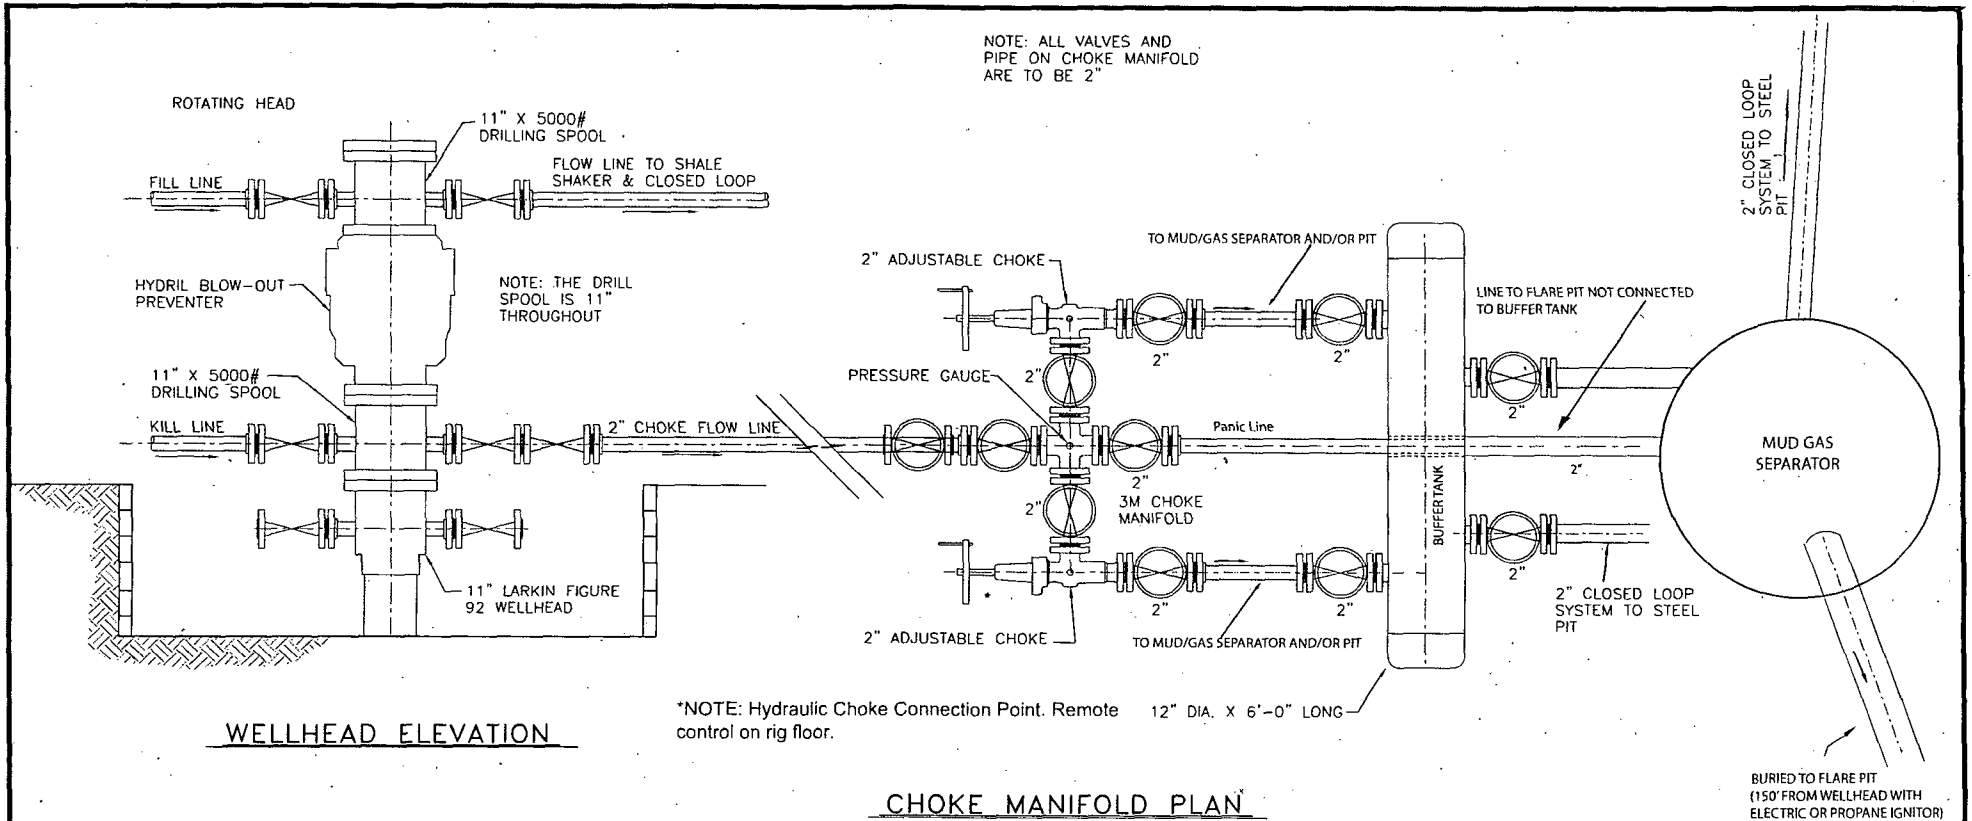 NOTE: ALL VALVES AND
PIPE ON CHOKE MANIFOLD
ARE TO BE 2"
ROTATING HEAD
11" X 5000#
DRILLING SPOOL
FILL LINE
FLOW LINE TO SHALE
SHAKER & CLOSED LOOP
HYDRIL BLOW-OUT
PREVENTER
NOTE: THE DRILL
SPOOL IS 11"
THROUGHOUT
11" X 5000#
DRILLING SPOOL
KILL LINE
2" CHOKE FLOW LINE
11" LARKIN FIGURE
92 WELLHEAD
WELLHEAD ELEVATION
2" ADJUSTABLE CHOKE
TO MUD/GAS SEPARATOR AND/OR PIT
2"
2"
2"
PRESSURE GAUGE
Panic Line
2"
3M CHOKE
MANIFOLD
2"
2"
2"
2" ADJUSTABLE CHOKE
TO MUD/GAS SEPARATOR AND/OR PIT
BUFFER TANK
12" DIA. X 6'-0" LONG
*NOTE: Hydraulic Choke Connection Point. Remote
control on rig floor.
LINE TO FLARE PIT NOT CONNECTED
TO BUFFER TANK
2"
2"
2"
2" CLOSED LOOP
SYSTEM TO STEEL
PIT
MUD GAS
SEPARATOR
2" CLOSED LOOP
SYSTEM TO STEEL
PIT
BURIED TO FLARE PIT
(150' FROM WELLHEAD WITH
ELECTRIC OR PROPANE IGNITOR)
CHOKE MANIFOLD PLAN